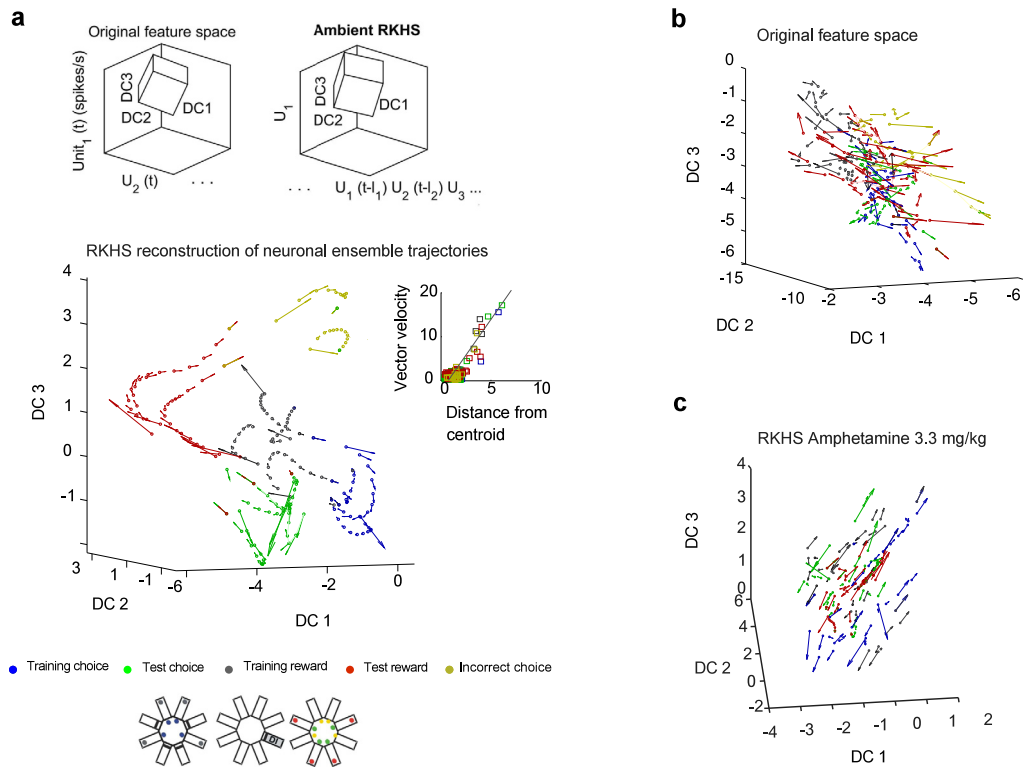 a
Original feature space
Ambient RKHS
Unit₁ (t) (spikes/s)
DC3
DC2
DC1
U₂ (t)
. . .
U₁
DC3
DC2
DC1
. . .
U₁ (t-l₁) U₂ (t-l₂) U₃ ...
RKHS reconstruction of neuronal ensemble trajectories
4
3
2
1
0
-1
DC 3
3
1
-1
DC 2
-6
-4
-2
0
DC 1
20
10
0
Vector velocity
0
5
10
Distance from
centroid
Training choice
Test choice
Training reward
Test reward
Incorrect choice
b
Original feature space
0
-1
-2
-3
-4
-5
-6
DC 3
-15
-10
DC 2
-2
-3
-4
-5
-6
DC 1
c
RKHS Amphetamine 3.3 mg/kg
4
3
2
1
0
DC 3
6
4
2
0
-2
DC 2
-4
-3
-2
-1
0
1
2
DC 1